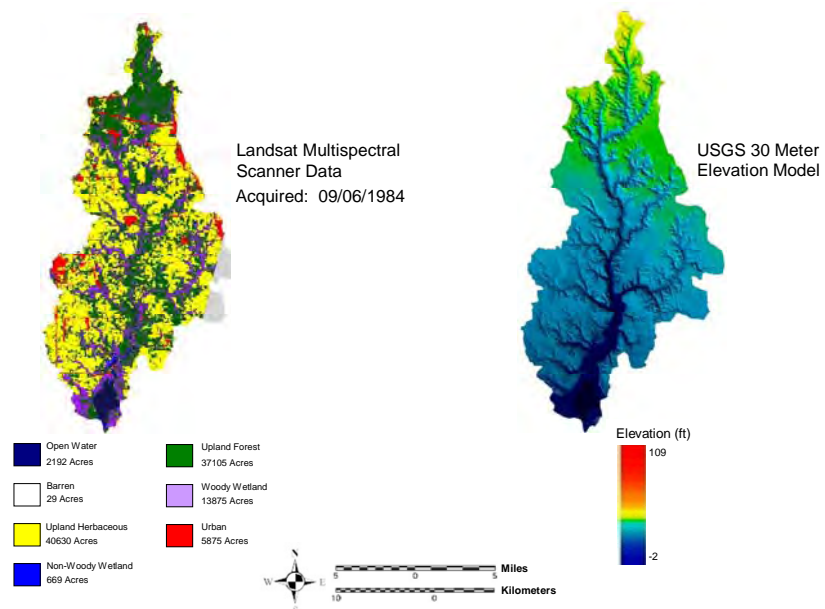 Landsat Multispectral
Scanner Data
Acquired: 09/06/1984
USGS 30 Meter
Elevation Model
Open Water
2192 Acres
Upland Forest
37105 Acres
Barren
29 Acres
Woody Wetland
13875 Acres
Upland Herbaceous
40630 Acres
Urban
5875 Acres
Non-Woody Wetland
669 Acres
Elevation (ft)
109
-2
N
W
E
S
5 0 5 Miles
10 0 Kilometers